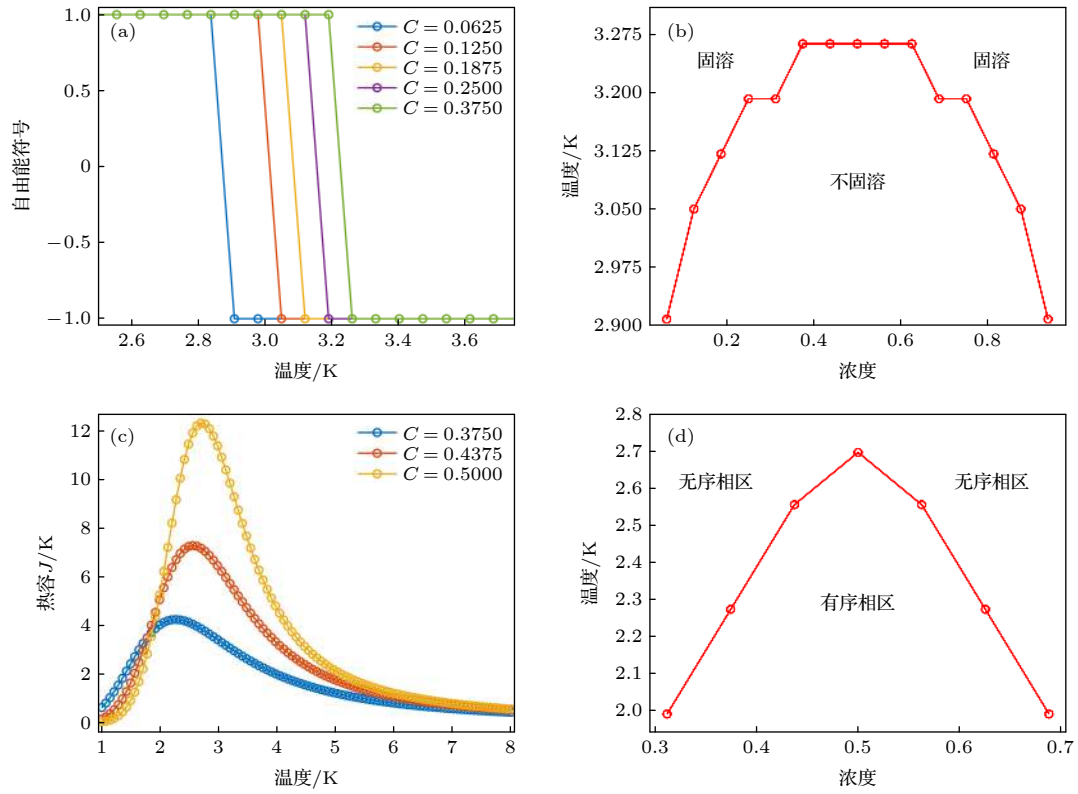 (a)
1.0
0.5
0
−0.5
−1.0
自由能符号
C = 0.0625
C = 0.1250
C = 0.1875
C = 0.2500
C = 0.3750
2.6 2.8 3.0 3.2 3.4 3.6
温度/K
(b)
3.275
3.200
3.125
3.050
2.975
2.900
温度/K
固溶
固溶
不固溶
0.2 0.4 0.6 0.8
浓度
(c)
12
10
8
6
4
2
0
热容J/K
C = 0.3750
C = 0.4375
C = 0.5000
1 2 3 4 5 6 7 8
温度/K
(d)
2.8
2.7
2.6
2.5
2.4
2.3
2.2
2.1
2.0
温度/K
无序相区
无序相区
有序相区
0.3 0.4 0.5 0.6 0.7
浓度